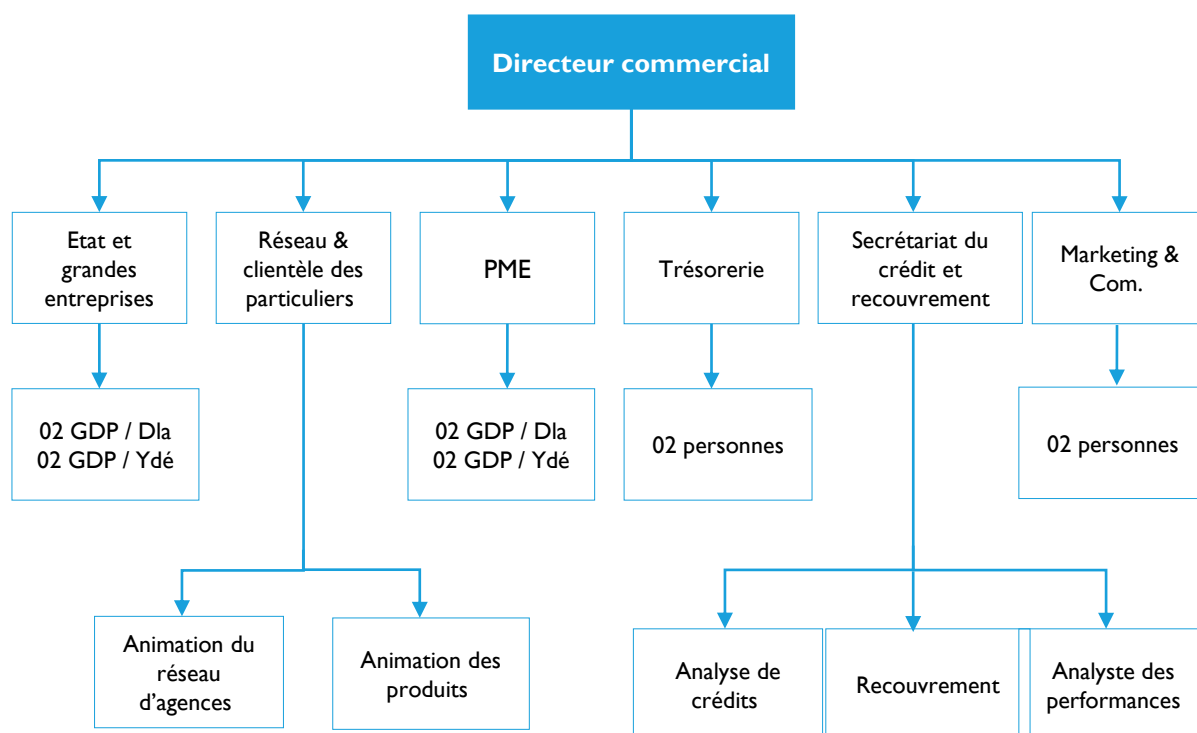 Directeur commercial
Etat et
grandes
entreprises
Réseau &
clientèle des
particuliers
PME
Trésorerie
Secrétariat du
crédit et
recouvrement
Marketing &
Com.
02 GDP / Dla
02 GDP / Ydé
02 GDP / Dla
02 GDP / Ydé
02 personnes
02 personnes
Animation du
réseau
d’agences
Animation des
produits
Analyse de
crédits
Recouvrement
Analyste des
performances